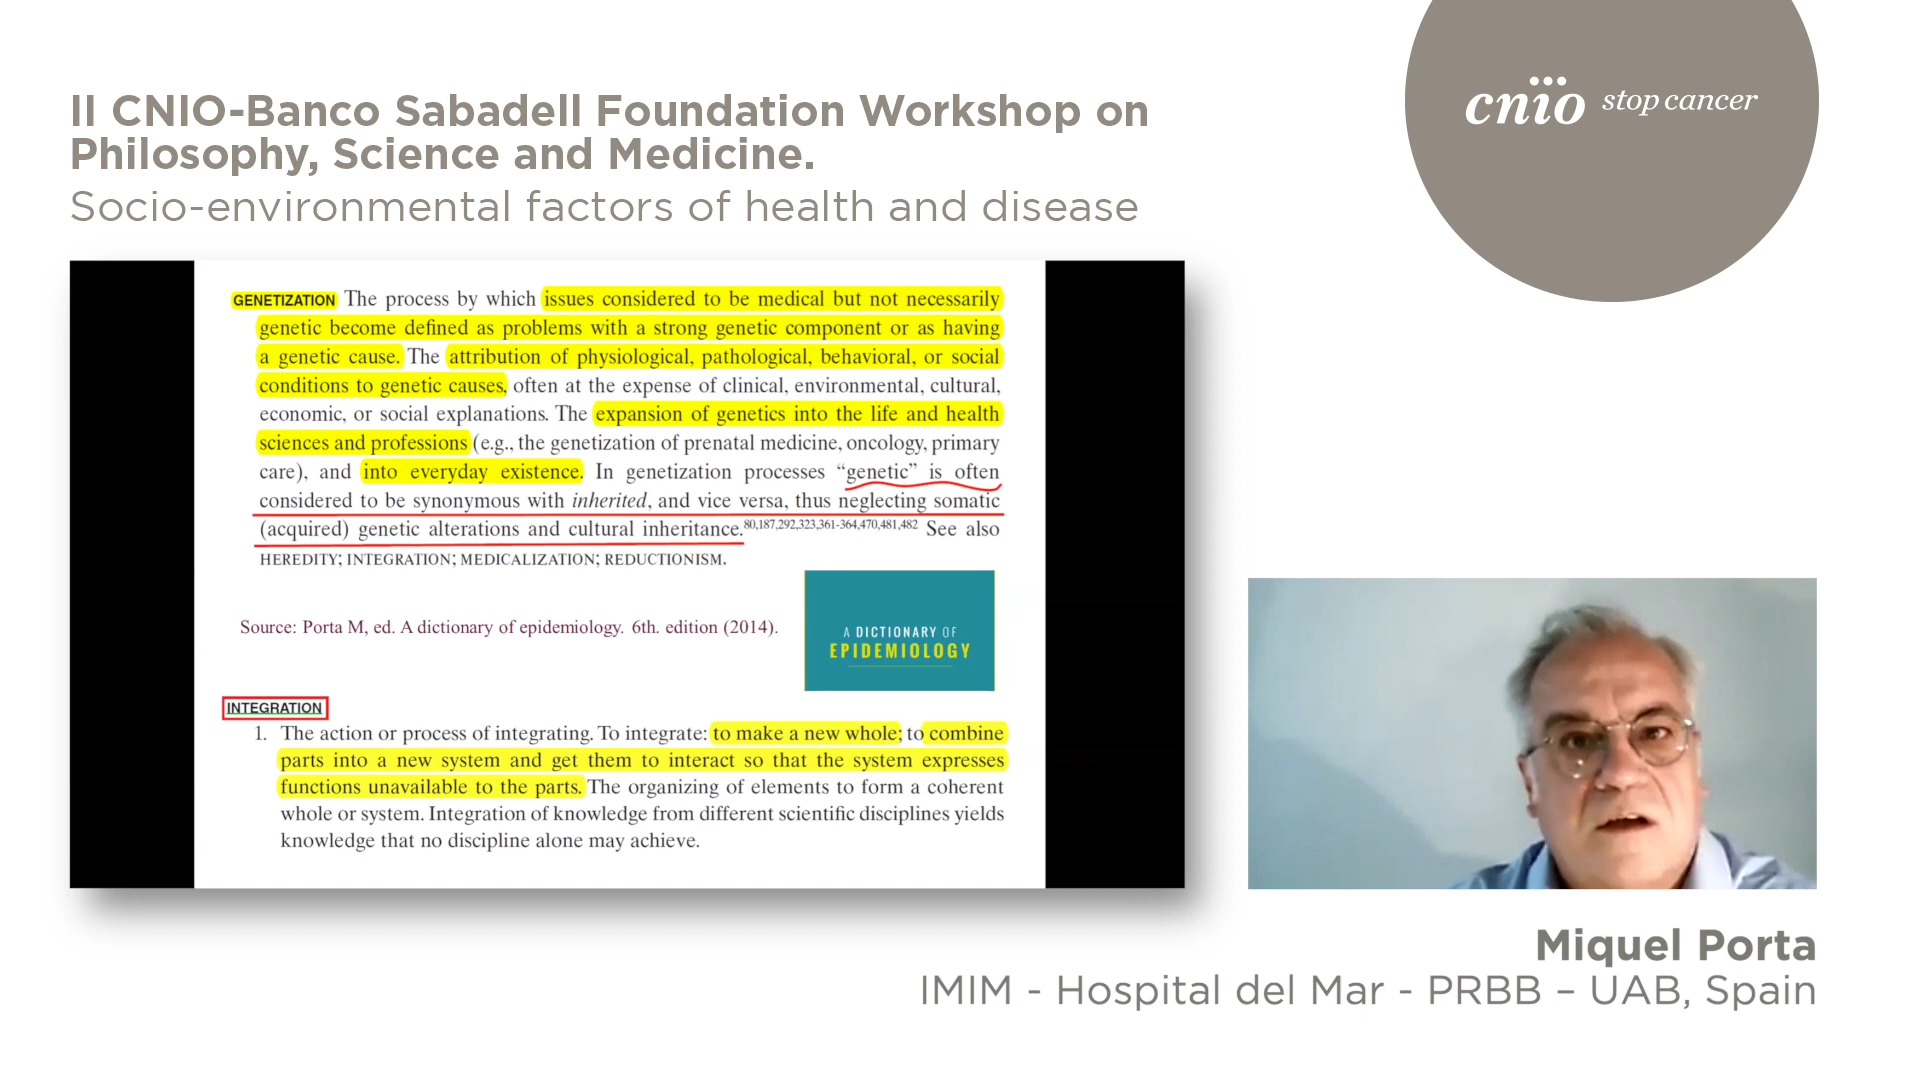 II CNIO-Banco Sabadell Foundation Workshop on
Philosophy, Science and Medicine.
Socio-environmental factors of health and disease
cnio stop cancer
GENETIZATION The process by which issues considered to be medical but not necessarily
genetic become defined as problems with a strong genetic component or as having
a genetic cause. The attribution of physiological, pathological, behavioral, or social
conditions to genetic causes, often at the expense of clinical, environmental, cultural,
economic, or social explanations. The expansion of genetics into the life and health
sciences and professions (e.g., the genetization of prenatal medicine, oncology, primary
care), and into everyday existence. In genetization processes “genetic” is often
considered to be synonymous with inherited, and vice versa, thus neglecting somatic
(acquired) genetic alterations and cultural inheritance.80,187,292,323,361-364,470,481,482 See also
HEREDITY; INTEGRATION; MEDICALIZATION; REDUCTIONISM.
Source: Porta M, ed. A dictionary of epidemiology. 6th. edition (2014).
A DICTIONARY OF
EPIDEMIOLOGY
INTEGRATION
1. The action or process of integrating. To integrate: to make a new whole; to combine
parts into a new system and get them to interact so that the system expresses
functions unavailable to the parts. The organizing of elements to form a coherent
whole or system. Integration of knowledge from different scientific disciplines yields
knowledge that no discipline alone may achieve.
Miquel Porta
IMIM - Hospital del Mar - PRBB – UAB, Spain